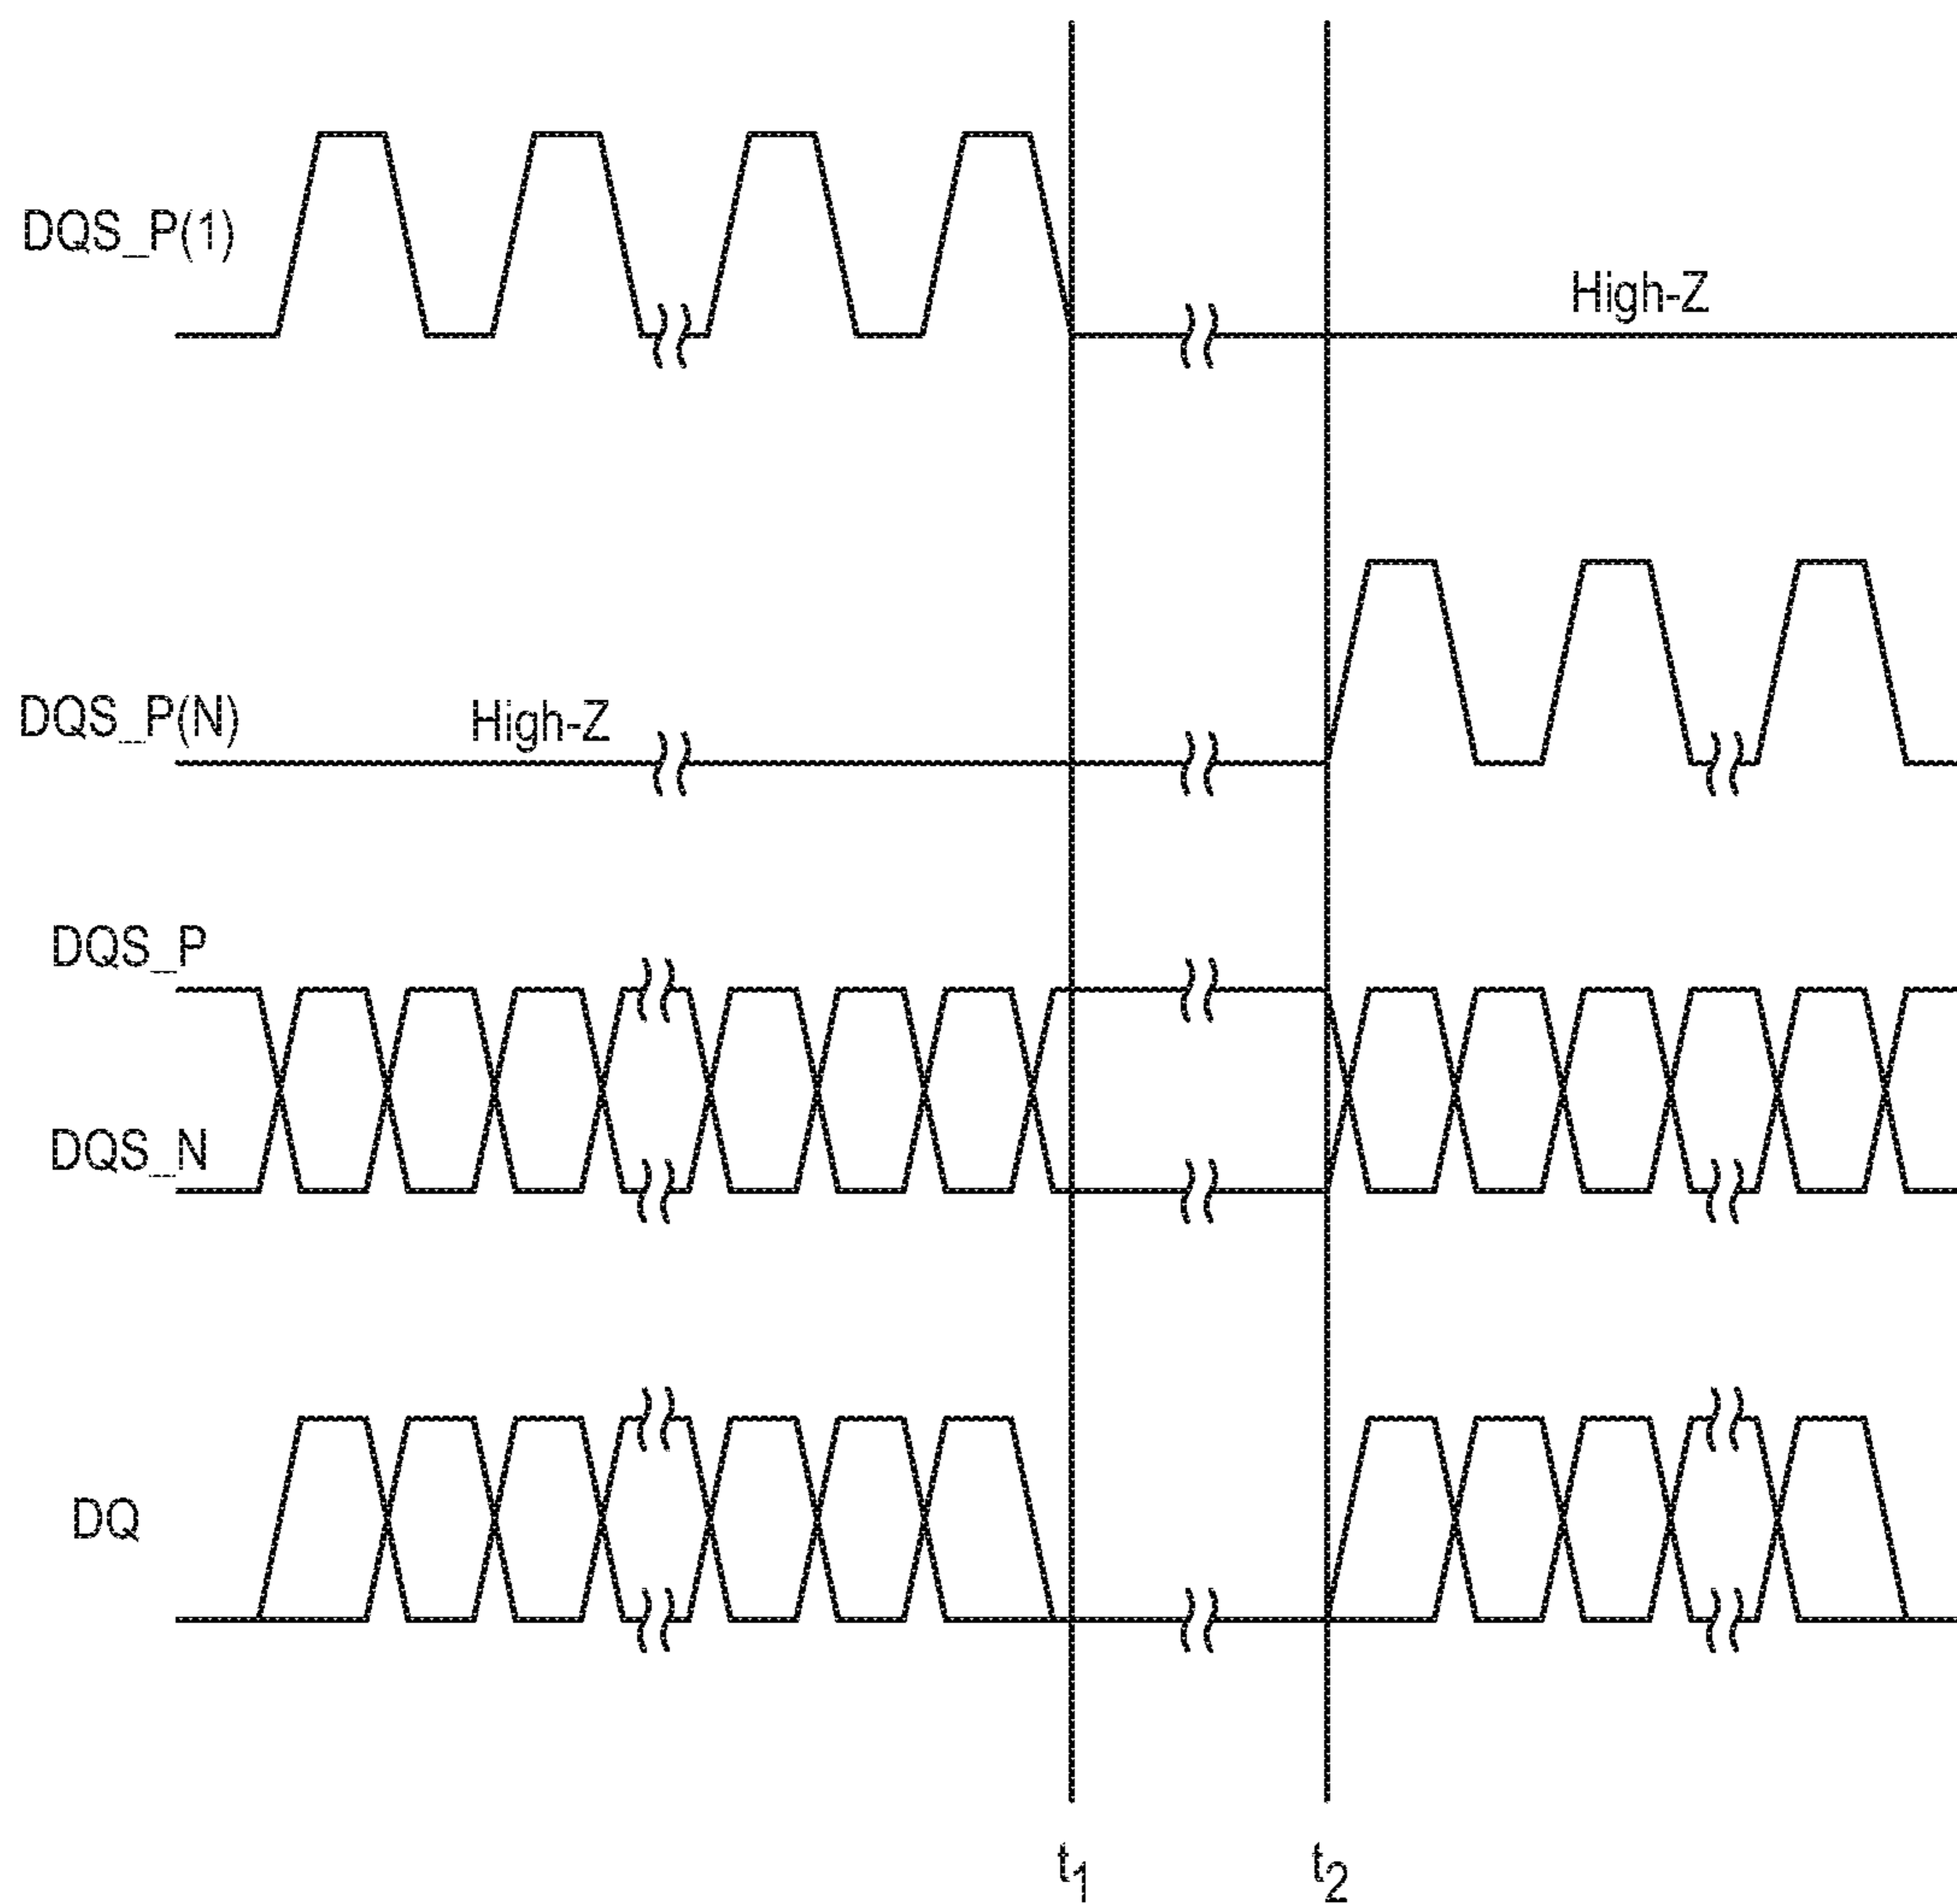 DQS_P(1)
High-Z
DQS_P(N)
High-Z
DQS_P
DQS_N
DQ
t1
t2